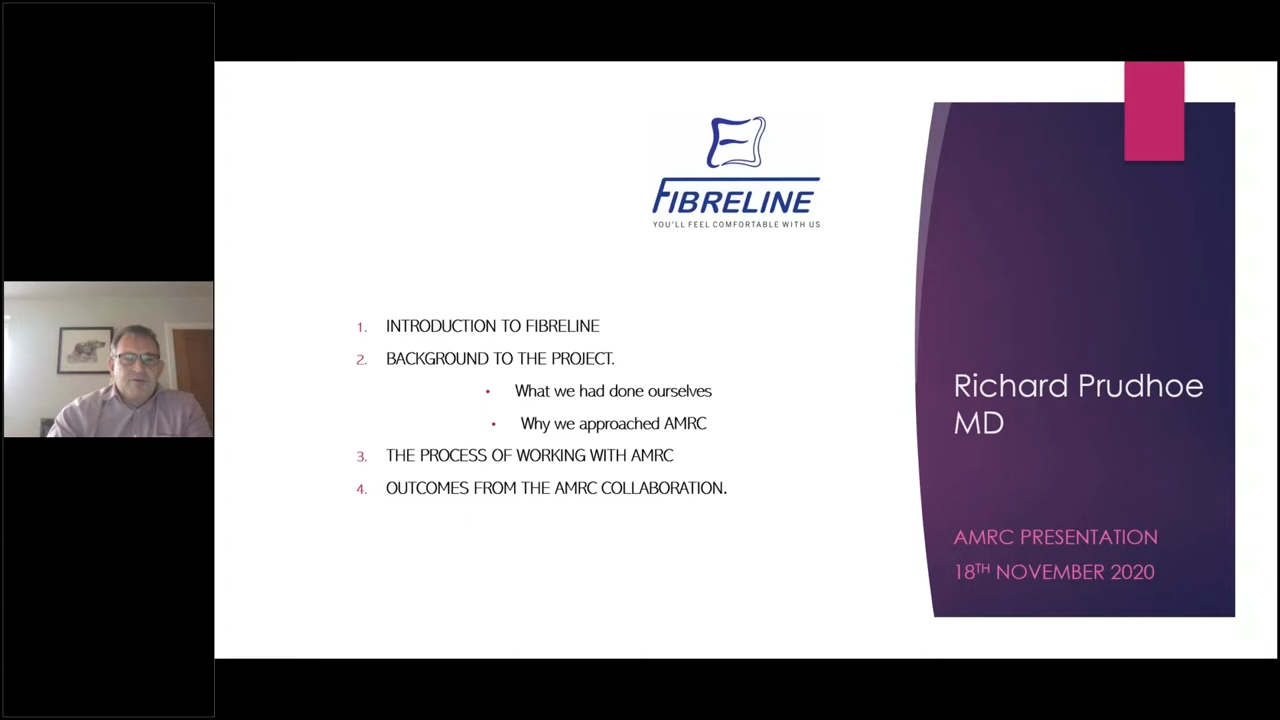 FIBRELINE
YOU'LL FEEL COMFORTABLE WITH US
1. INTRODUCTION TO FIBRELINE
2. BACKGROUND TO THE PROJECT.
• What we had done ourselves
• Why we approached AMRC
3. THE PROCESS OF WORKING WITH AMRC
4. OUTCOMES FROM THE AMRC COLLABORATION.
Richard Prudhoe
MD
AMRC PRESENTATION
18TH NOVEMBER 2020